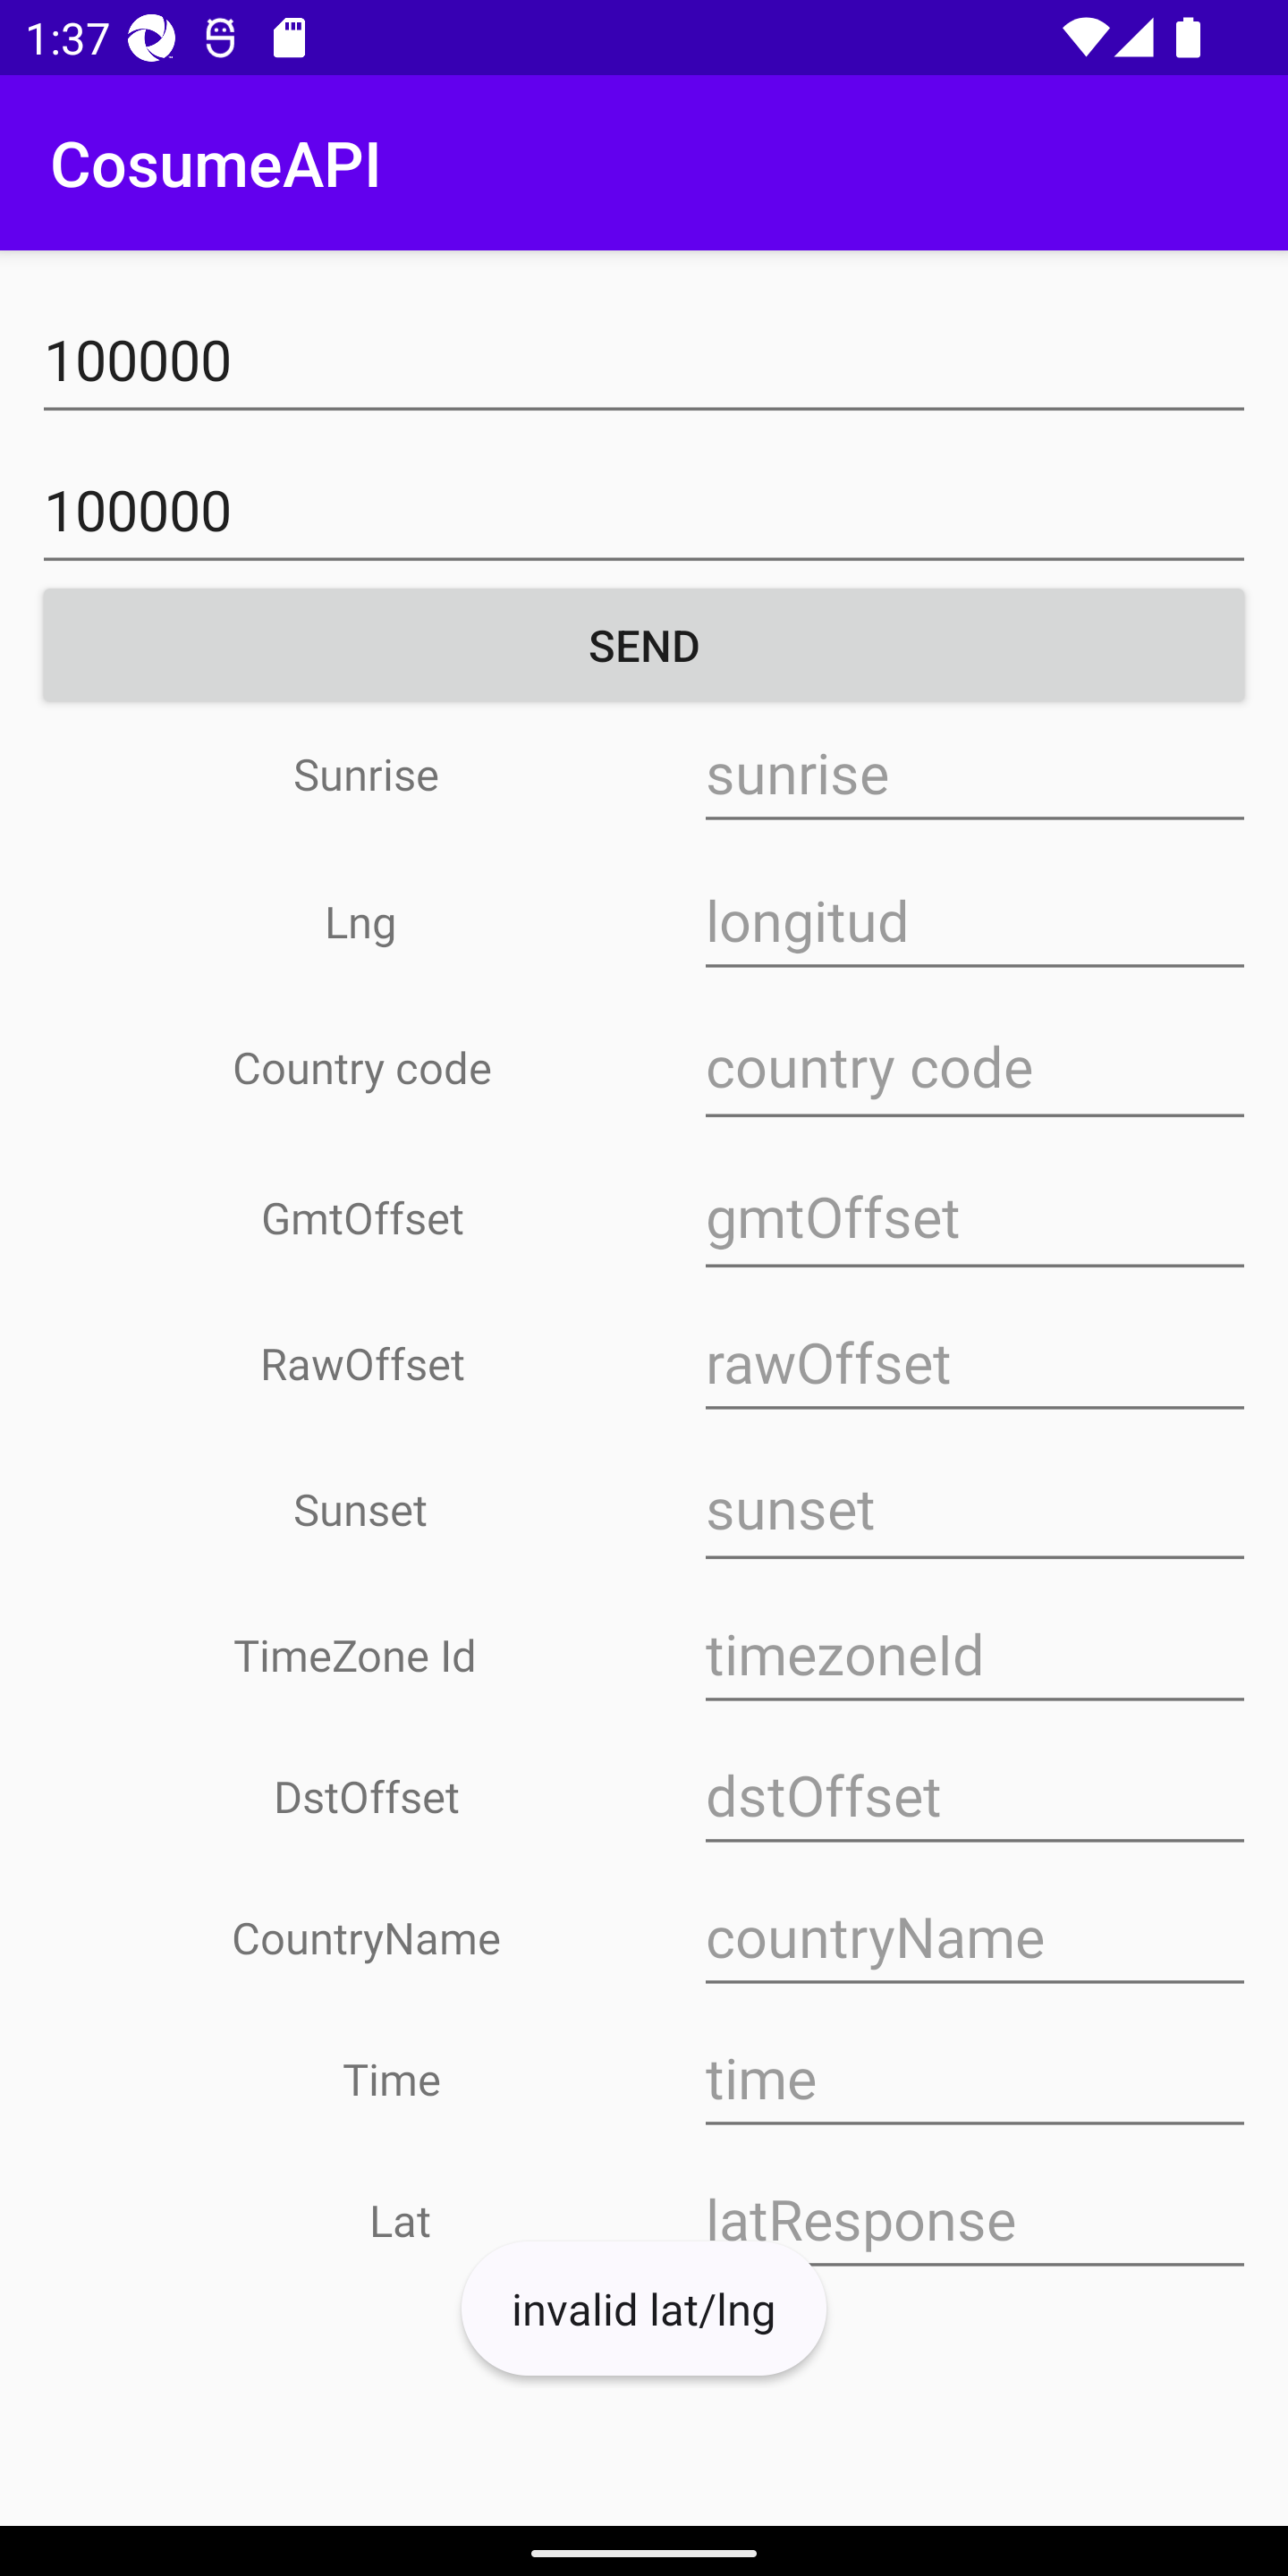 1:37
CosumeAPI
100000
100000
SEND
Sunrise sunrise
Lng longitud
Country code country code
GmtOffset gmtOffset
RawOffset rawOffset
Sunset sunset
TimeZone Id timezoneId
DstOffset dstOffset
CountryName countryName
Time time
Lat latResponse
invalid lat/lng